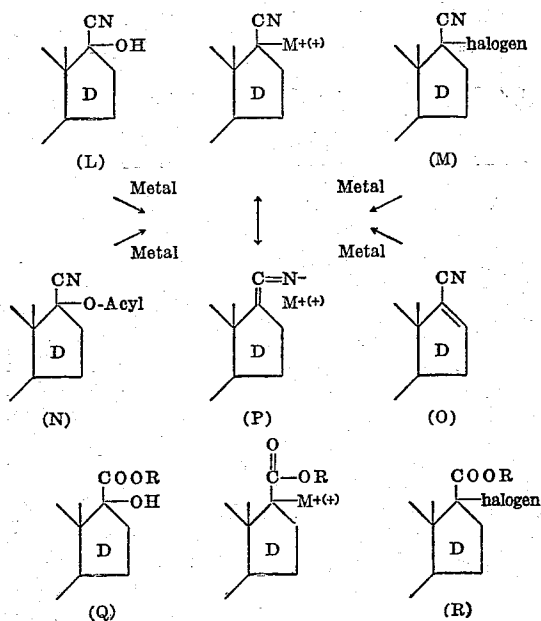 CN CN CN
OH M+(+) halogen
D D D
(L) (M)
Metal Metal
Metal Metal
CN C=N- CN
O-Acyl M+(+)
D D D
(N) (P) (O)
O
COOR C-OR COOR
OH M+(+) halogen
D D D
(Q) (R)